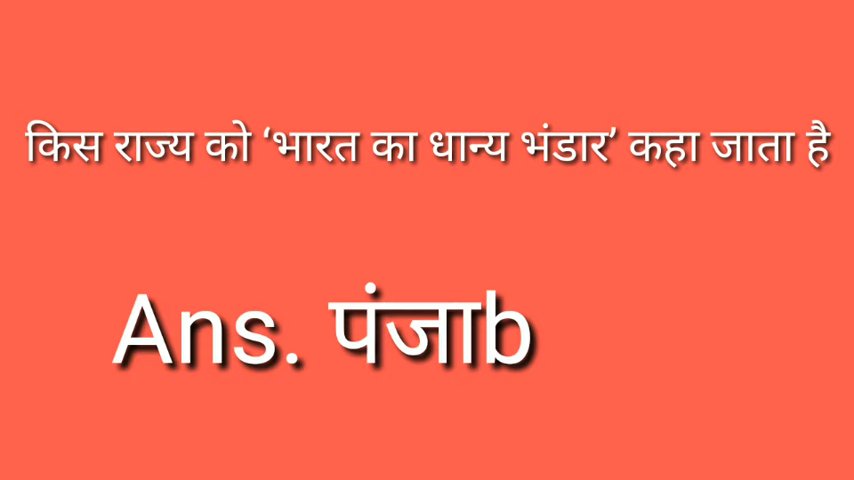 किस राज्य को ‘भारत का धान्य भंडार’ कहा जाता है
Ans. पंजाb